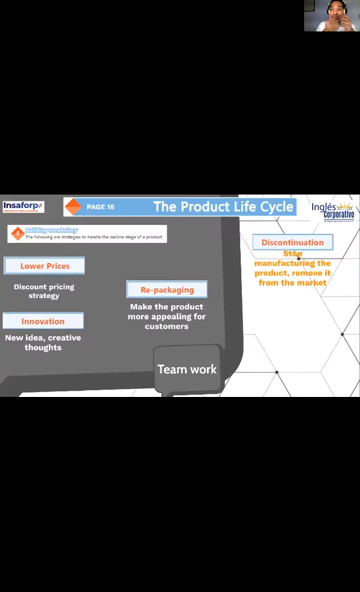 Insaforp
PAGE 16
The Product Life Cycle
Inglés
Corporativo
Building vocabulary
The following are strategies to handle the decline stage of a product.
Discontinuation
Stop
manufacturing the
product, remove it
from the market
Lower Prices
Discount pricing
strategy
Re-packaging
Make the product
more appealing for
customers
Innovation
New idea, creative
thoughts
Team work